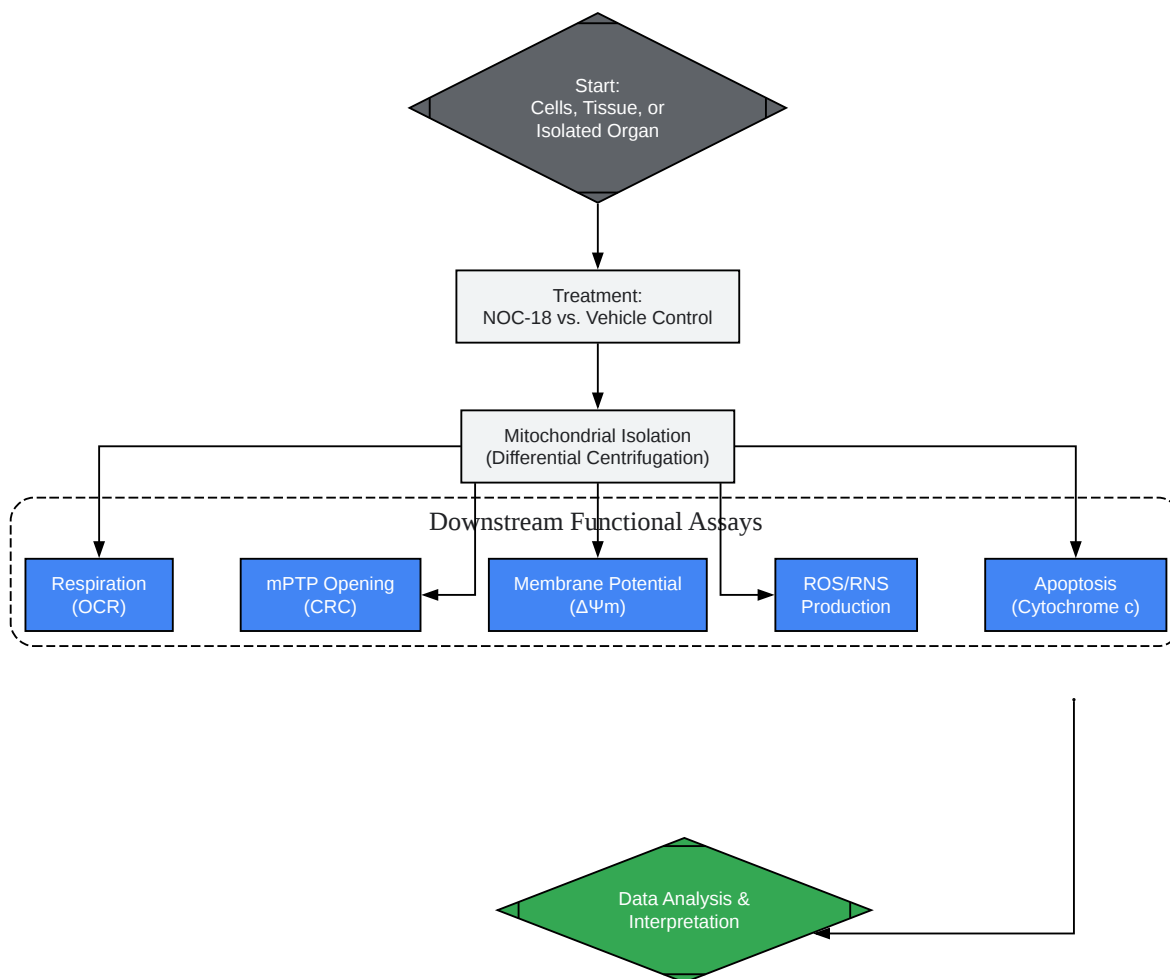 Start:
Cells, Tissue, or
Isolated Organ
Treatment:
NOC-18 vs. Vehicle Control
Mitochondrial Isolation
(Differential Centrifugation)
Downstream Functional Assays
Respiration
(OCR)
mPTP Opening
(CRC)
Membrane Potential
(ΔΨm)
ROS/RNS
Production
Apoptosis
(Cytochrome c)
Data Analysis &
Interpretation